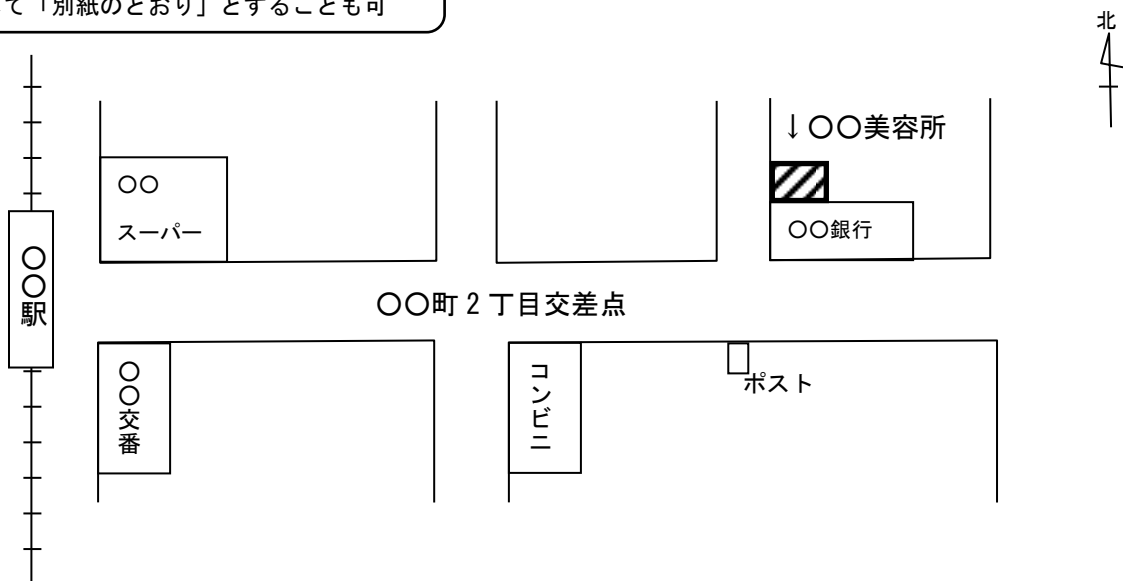 て「別紙のとおり」とすることも可
北
↓〇〇美容所
〇〇
スーパー
〇〇銀行
〇〇駅
〇〇町2丁目交差点
〇〇交番
コンビニ
ポスト